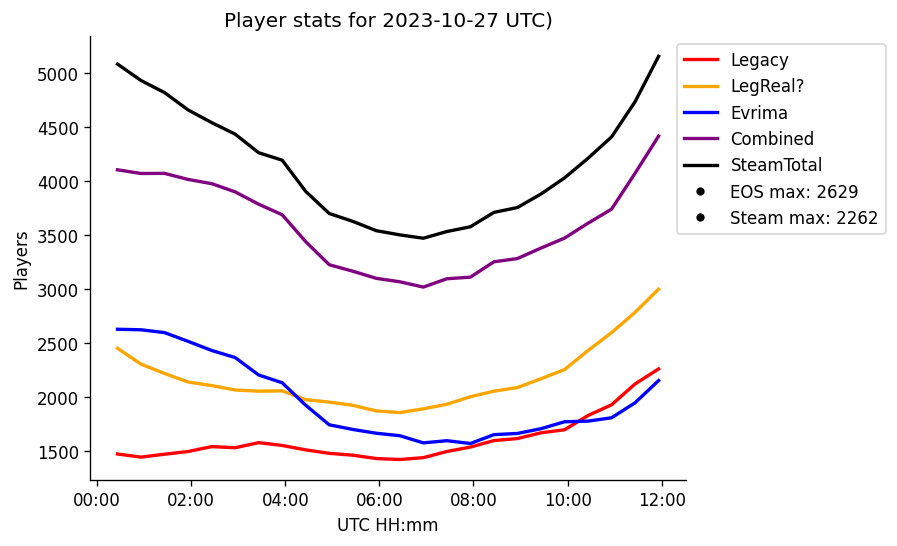 Player stats for 2023-10-27 UTC)
Players
5000
4500
4000
3500
3000
2500
2000
1500
00:00 02:00 04:00 06:00 08:00 10:00 12:00
UTC HH:mm
Legacy
LegReal?
Evrima
Combined
SteamTotal
EOS max: 2629
Steam max: 2262